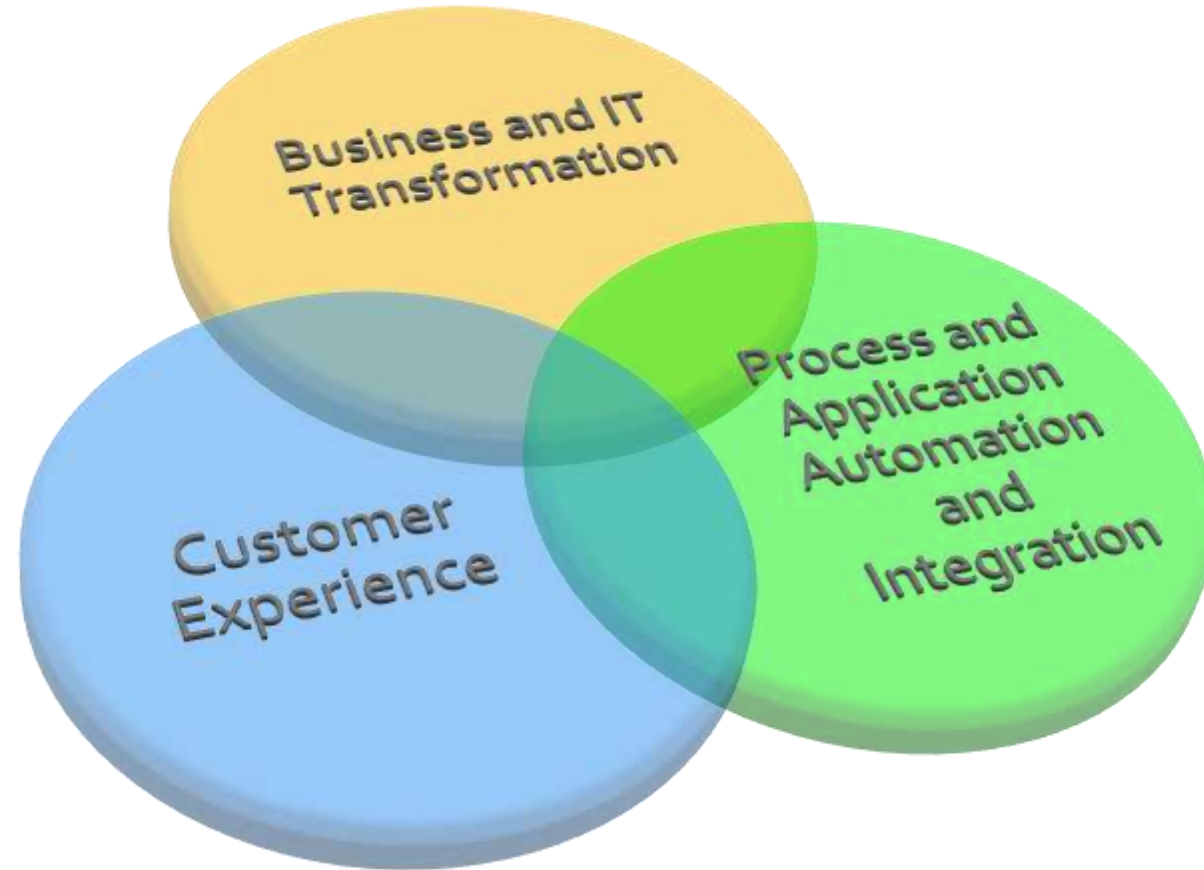 Business and IT
Transformation
Process and
Application
Automation
and
Integration
Customer
Experience